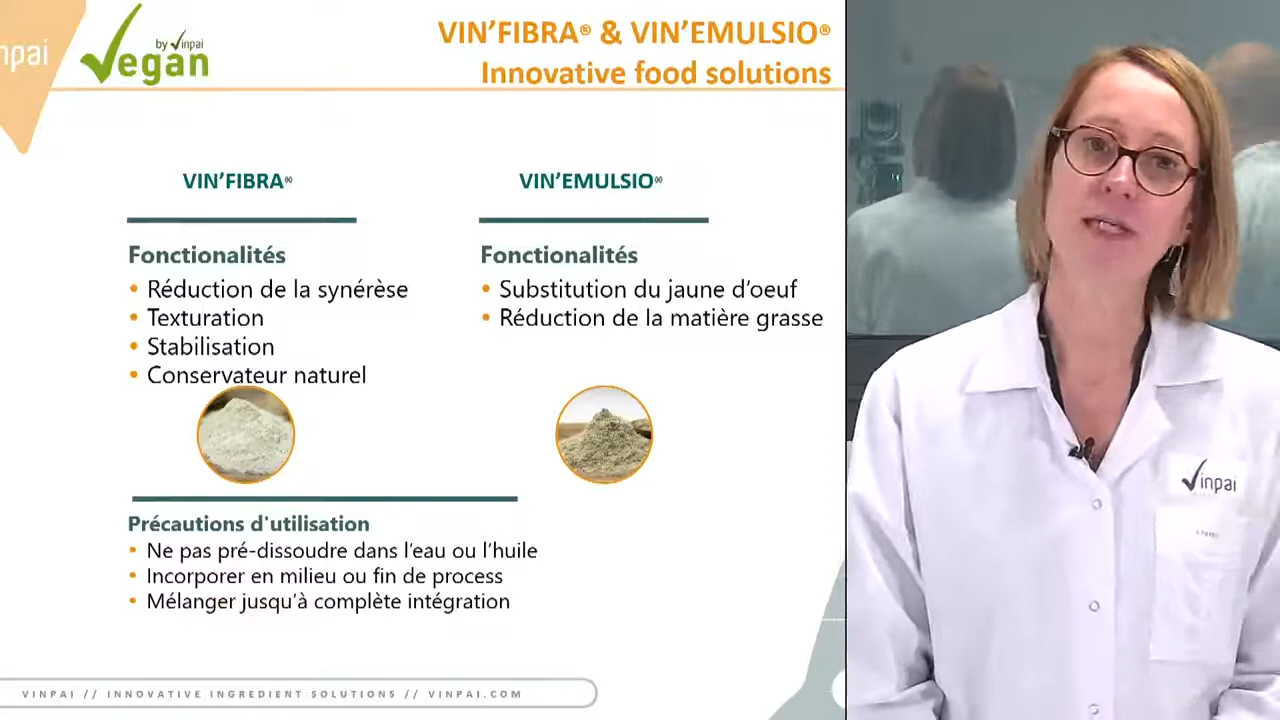 npai
Vegan
by Vinpai
VIN'FIBRA® & VIN'EMULSIO®
Innovative food solutions
VIN'FIBRA®
Fonctionalités
• Réduction de la synérèse
• Texturation
• Stabilisation
• Conservateur naturel
VIN'EMULSIO®
Fonctionalités
• Substitution du jaune d'oeuf
• Réduction de la matière grasse
Précautions d'utilisation
• Ne pas pré-dissoudre dans l'eau ou l'huile
• Incorporer en milieu ou fin de process
• Mélanger jusqu'à complète intégration
VINPAI // INNOVATIVE INGREDIENT SOLUTIONS // VINPAI.COM
Vinpai